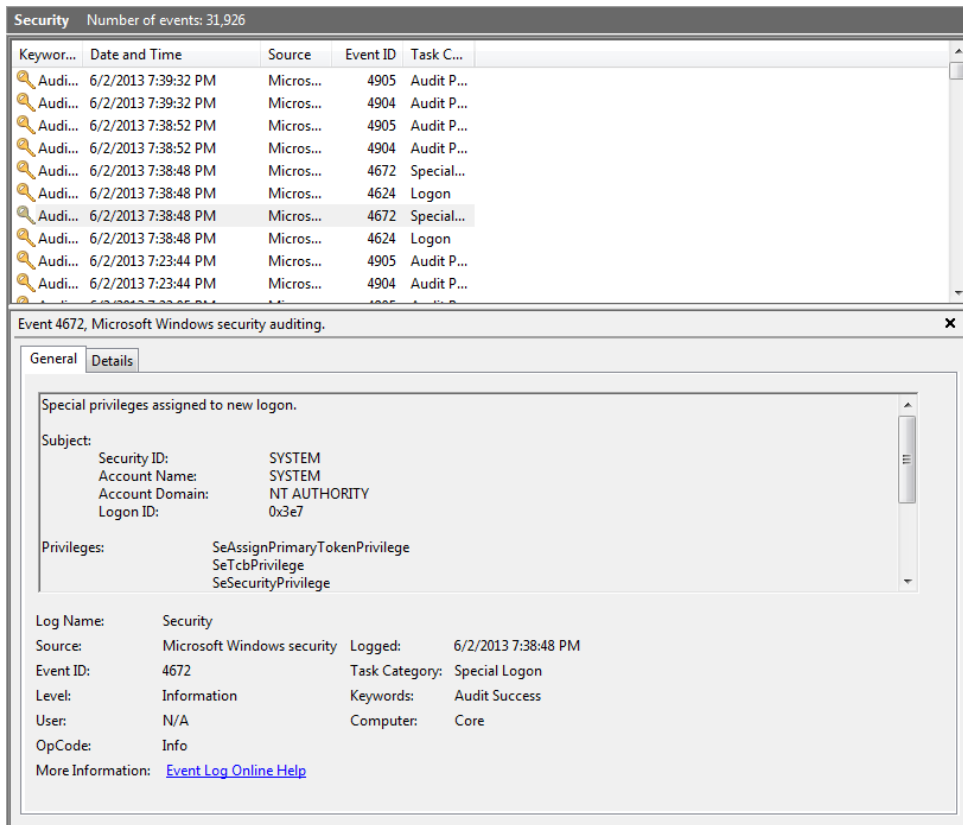 Security Number of events: 31,926
Keywor... Date and Time Source Event ID Task C...
Audi... 6/2/2013 7:39:32 PM Micros... 4905 Audit P...
Audi... 6/2/2013 7:39:32 PM Micros... 4904 Audit P...
Audi... 6/2/2013 7:38:52 PM Micros... 4905 Audit P...
Audi... 6/2/2013 7:38:52 PM Micros... 4904 Audit P...
Audi... 6/2/2013 7:38:48 PM Micros... 4672 Special...
Audi... 6/2/2013 7:38:48 PM Micros... 4624 Logon
Audi... 6/2/2013 7:38:48 PM Micros... 4672 Special...
Audi... 6/2/2013 7:38:48 PM Micros... 4624 Logon
Audi... 6/2/2013 7:23:44 PM Micros... 4905 Audit P...
Audi... 6/2/2013 7:23:44 PM Micros... 4904 Audit P...
Event 4672, Microsoft Windows security auditing.
General Details
Special privileges assigned to new logon.
Subject:
Security ID: SYSTEM
Account Name: SYSTEM
Account Domain: NT AUTHORITY
Logon ID: 0x3e7
Privileges: SeAssignPrimaryTokenPrivilege
SeTcbPrivilege
SeSecurityPrivilege
Log Name: Security
Source: Microsoft Windows security Logged: 6/2/2013 7:38:48 PM
Event ID: 4672 Task Category: Special Logon
Level: Information Keywords: Audit Success
User: N/A Computer: Core
OpCode: Info
More Information: Event Log Online Help